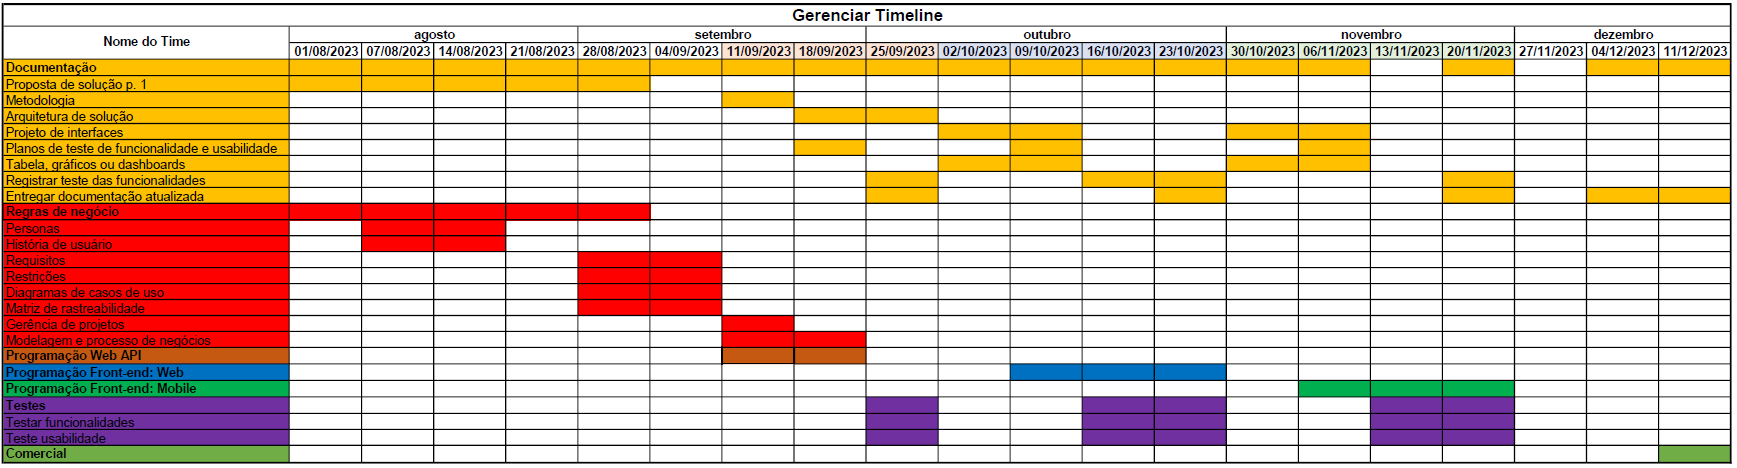 Gerenciar Timeline
Nome do Time
agosto setembro outubro novembro dezembro
01/08/2023 07/08/2023 14/08/2023 21/08/2023 28/08/2023 04/09/2023 11/09/2023 18/09/2023 25/09/2023 02/10/2023 09/10/2023 16/10/2023 23/10/2023 30/10/2023 06/11/2023 13/11/2023 20/11/2023 27/11/2023 04/12/2023 11/12/2023
Documentação
Proposta de solução p. 1
Metodologia
Arquitetura de solução
Projeto de interfaces
Planos de teste de funcionalidade e usabilidade
Tabela, gráficos ou dashboards
Registrar teste das funcionalidades
Entregar documentação atualizada
Regras de negócio
Personas
História de usuário
Requisitos
Restrições
Diagramas de casos de uso
Matriz de rastreabilidade
Gerência de projetos
Modelagem e processo de negócios
Programação Web API
Programação Front-end: Web
Programação Front-end: Mobile
Testes
Testar funcionalidades
Teste usabilidade
Comercial